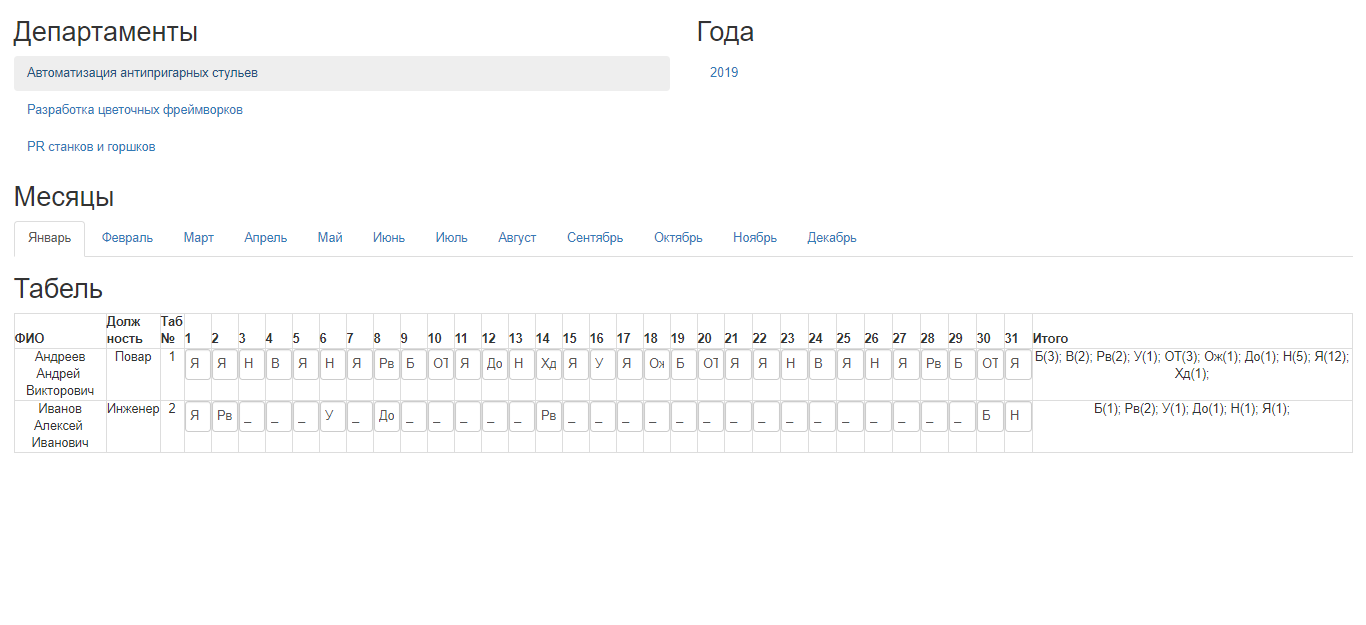 Департаменты
Года
Автоматизация антипригарных стульев
2019
Разработка цветочных фреймворков
PR станков и горшков
Месяцы
Январь Февраль Март Апрель Май Июнь Июль Август Сентябрь Октябрь Ноябрь Декабрь
Табель
ФИО Долж ность Таб № 1 2 3 4 5 6 7 8 9 10 11 12 13 14 15 16 17 18 19 20 21 22 23 24 25 26 27 28 29 30 31 Итого
Андреев Повар 1 Я Я Н В Я Н Я Рв Б ОТ Я До Н Хд Я У Я Ож Б ОТ Я Я Н В Я Н Я Рв Б ОТ Я Б(3); В(2); Рв(2); У(1); ОТ(3); Ож(1); До(1); Н(5); Я(12);
Андрей Хд(1);
Викторович
Иванов Инженер 2 Я Рв _ _ _ У _ До _ _ _ _ _ Рв _ _ _ _ _ _ _ _ _ _ _ _ _ _ _ Б Н Б(1); Рв(2); У(1); До(1); Н(1); Я(1);
Алексей
Иванович